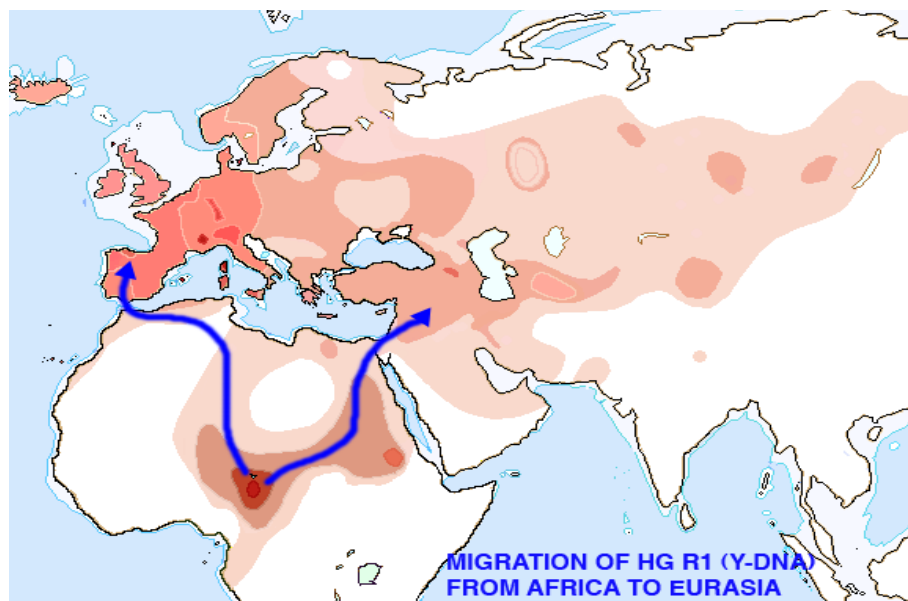 MIGRATION OF HG R1 (Y-DNA)
FROM AFRICA TO EURASIA